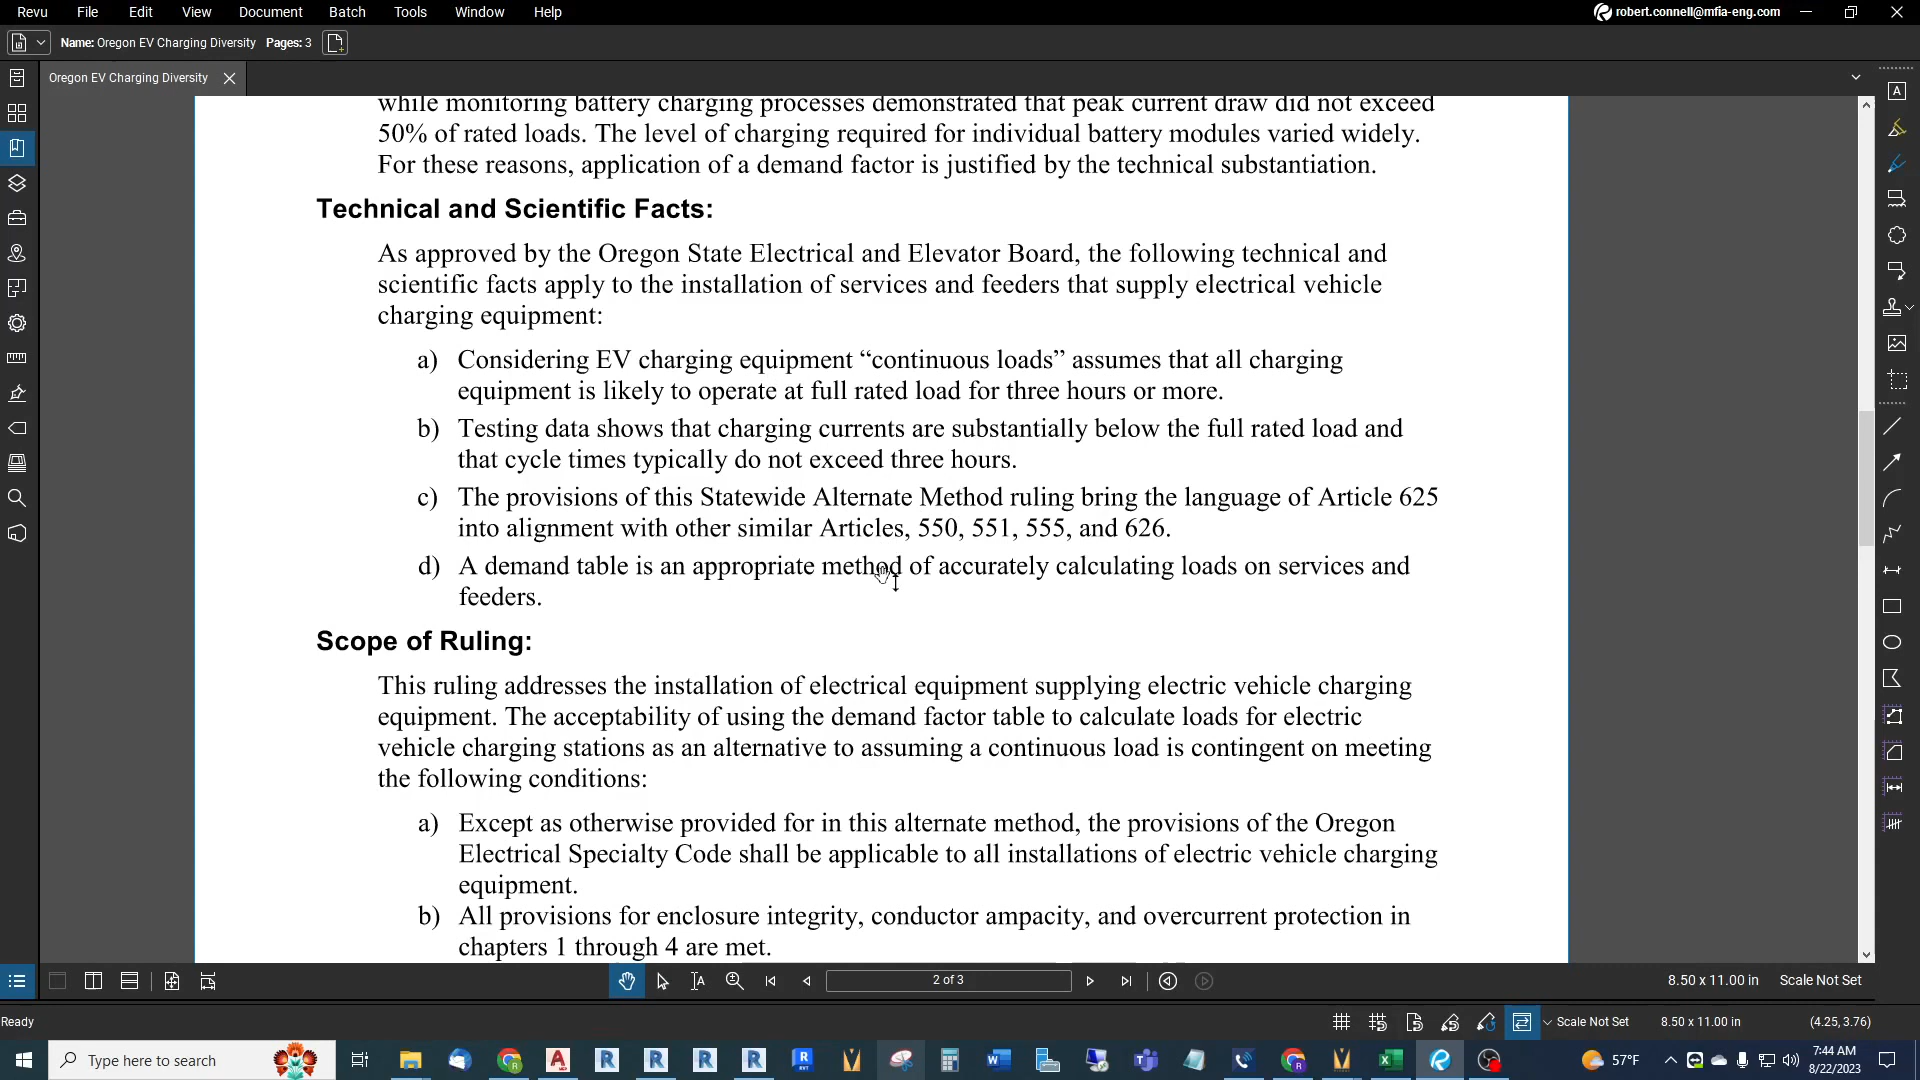 Revu File Edit View Document Batch Tools Window Help robert.connell@mfia-eng.com
Name: Oregon EV Charging Diversity Pages: 3
Oregon EV Charging Diversity
while monitoring battery charging processes demonstrated that peak current draw did not exceed
50% of rated loads. The level of charging required for individual battery modules varied widely.
For these reasons, application of a demand factor is justified by the technical substantiation.
Technical and Scientific Facts:
As approved by the Oregon State Electrical and Elevator Board, the following technical and
scientific facts apply to the installation of services and feeders that supply electrical vehicle
charging equipment:
a) Considering EV charging equipment “continuous loads” assumes that all charging
equipment is likely to operate at full rated load for three hours or more.
b) Testing data shows that charging currents are substantially below the full rated load and
that cycle times typically do not exceed three hours.
c) The provisions of this Statewide Alternate Method ruling bring the language of Article 625
into alignment with other similar Articles, 550, 551, 555, and 626.
d) A demand table is an appropriate method of accurately calculating loads on services and
feeders.
Scope of Ruling:
This ruling addresses the installation of electrical equipment supplying electric vehicle charging
equipment. The acceptability of using the demand factor table to calculate loads for electric
vehicle charging stations as an alternative to assuming a continuous load is contingent on meeting
the following conditions:
a) Except as otherwise provided for in this alternate method, the provisions of the Oregon
Electrical Specialty Code shall be applicable to all installations of electric vehicle charging
equipment.
b) All provisions for enclosure integrity, conductor ampacity, and overcurrent protection in
chapters 1 through 4 are met.
2 of 3 8.50 x 11.00 in Scale Not Set
Ready Scale Not Set 8.50 x 11.00 in (4.25, 3.76)
Type here to search 57°F 7:44 AM
8/22/2023